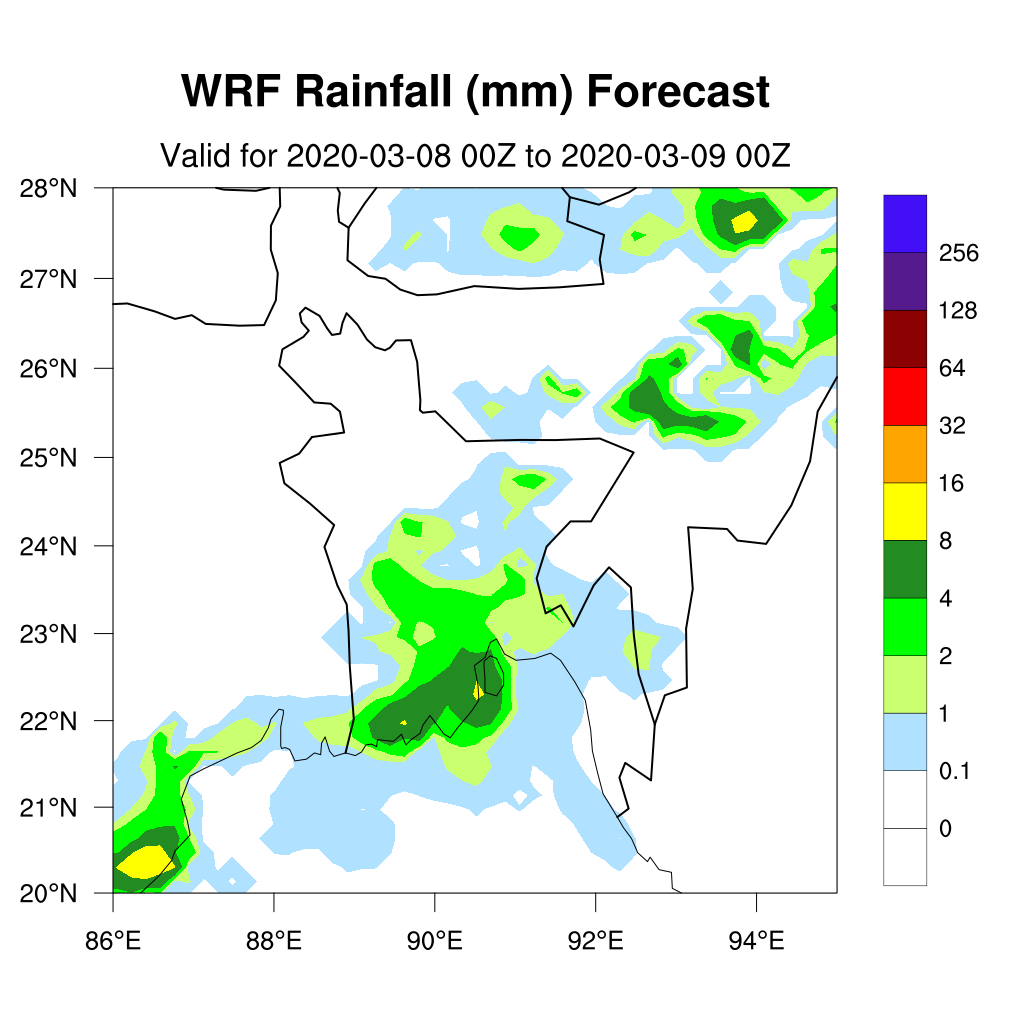 WRF Rainfall (mm) Forecast
Valid for 2020-03-08 00Z to 2020-03-09 00Z
28°N
27°N
26°N
25°N
24°N
23°N
22°N
21°N
20°N
86°E
88°E
90°E
92°E
94°E
256
128
64
32
16
8
4
2
1
0.1
0